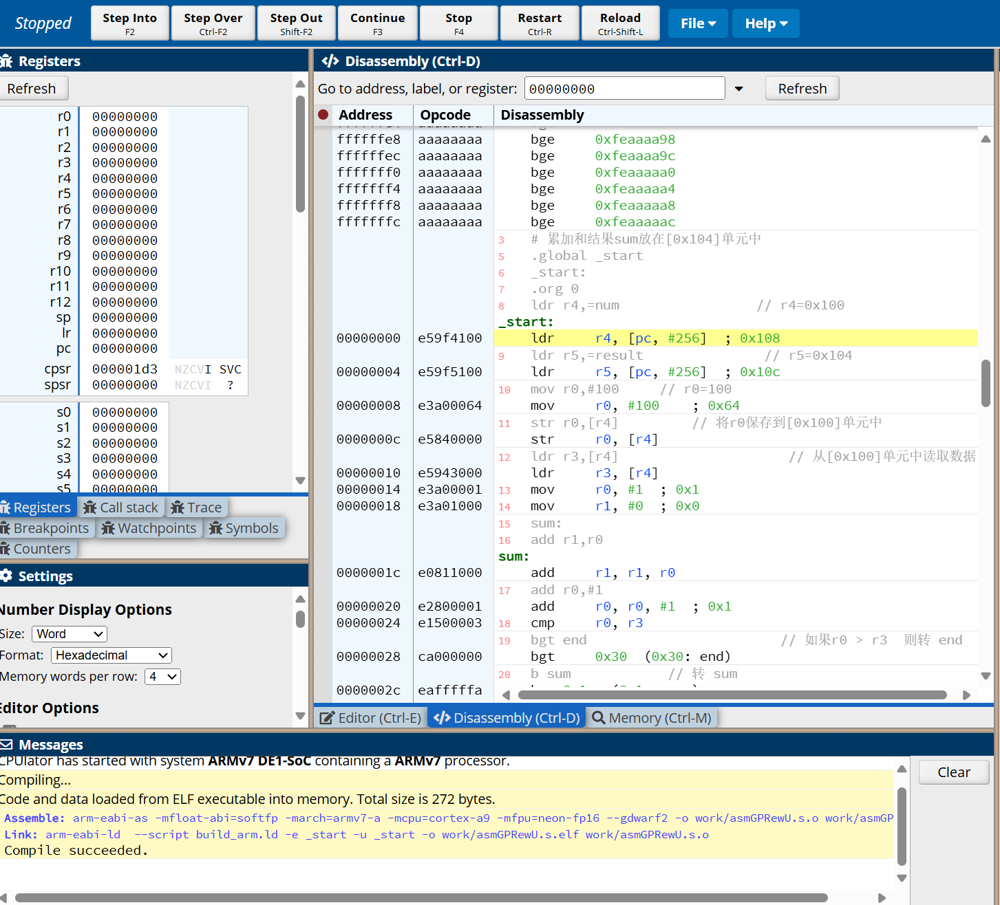 Stopped
Step Into
F2
Step Over
Ctrl-F2
Step Out
Shift-F2
Continue
F3
Stop
F4
Restart
Ctrl-R
Reload
Ctrl-Shift-L
File
Help
Registers
Refresh
r0 00000000
r1 00000000
r2 00000000
r3 00000000
r4 00000000
r5 00000000
r6 00000000
r7 00000000
r8 00000000
r9 00000000
r10 00000000
r11 00000000
r12 00000000
sp 00000000
lr 00000000
pc 00000000
cpsr 000001d3 NZCVI SVC
spsr 00000000 NZCVI ?
s0 00000000
s1 00000000
s2 00000000
s3 00000000
s4 00000000
s5 00000000
Registers Call stack Trace
Breakpoints Watchpoints Symbols
Counters
Settings
Number Display Options
Size: Word
Format: Hexadecimal
Memory words per row: 4
Editor Options
Disassembly (Ctrl-D)
Go to address, label, or register: 00000000 Refresh
Address Opcode Disassembly
ffffffe8 aaaaaaaa bge 0xfeaaaa98
ffffffec aaaaaaaa bge 0xfeaaaa9c
fffffff0 aaaaaaaa bge 0xfeaaaaa0
fffffff4 aaaaaaaa bge 0xfeaaaaa4
fffffff8 aaaaaaaa bge 0xfeaaaaa8
fffffffc aaaaaaaa bge 0xfeaaaaac
3 # 累加和结果sum放在[0x104]单元中
5 .global _start
6 _start:
7 .org 0
8 ldr r4,=num // r4=0x100
_start:
00000000 e59f4100 ldr r4, [pc, #256] ; 0x108
9 ldr r5,=result // r5=0x104
00000004 e59f5100 ldr r5, [pc, #256] ; 0x10c
10 mov r0,#100 // r0=100
00000008 e3a00064 mov r0, #100 ; 0x64
11 str r0,[r4] // 将r0保存到[0x100]单元中
0000000c e5840000 str r0, [r4]
12 ldr r3,[r4] // 从[0x100]单元中读取数据
00000010 e5943000 ldr r3, [r4]
00000014 e3a00001 13 mov r0, #1 ; 0x1
00000018 e3a01000 14 mov r1, #0 ; 0x0
15 sum:
16 add r1,r0
sum:
0000001c e0811000 add r1, r1, r0
17 add r0,#1
00000020 e2800001 add r0, r0, #1 ; 0x1
00000024 e1500003 18 cmp r0, r3
19 bgt end // 如果r0 > r3 则转 end
00000028 ca000000 bgt 0x30 (0x30: end)
20 b sum // 转 sum
0000002c eafffffa
Editor (Ctrl-E) Disassembly (Ctrl-D) Memory (Ctrl-M)
Messages
CPUlator has started with system ARMv7 DE1-SoC containing a ARMv7 processor.
Compiling...
Code and data loaded from ELF executable into memory. Total size is 272 bytes.
Assemble: arm-eabi-as -mfloat-abi=softfp -march=armv7-a -mcpu=cortex-a9 -mfpu=neon-fp16 --gdwarf2 -o work/asmGPRewU.s.o work/asmGP
Link: arm-eabi-ld --script build_arm.ld -e _start -u _start -o work/asmGPRewU.s.elf work/asmGPRewU.s.o
Compile succeeded.
Clear